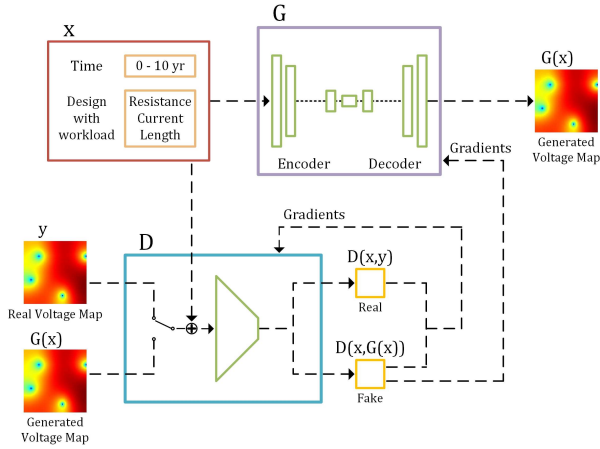 x
G
Time
0 - 10 yr
Design
with
workload
Resistance
Current
Length
Encoder
Decoder
G(x)
Generated
Voltage Map
Gradients
y
Real Voltage Map
G(x)
Generated
Voltage Map
D
Gradients
D(x,y)
Real
D(x,G(x))
Fake